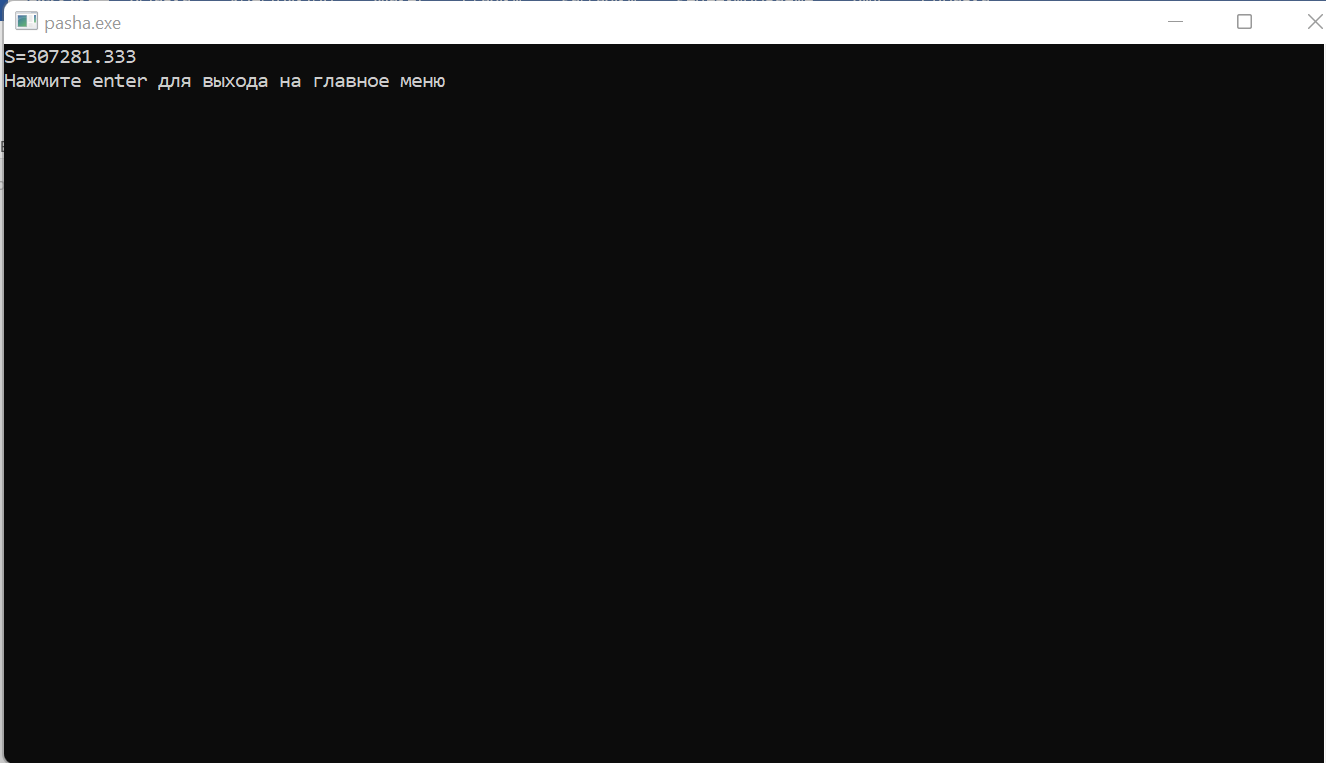 pasha.exe
S=307281.333
Нажмите enter для выхода на главное меню